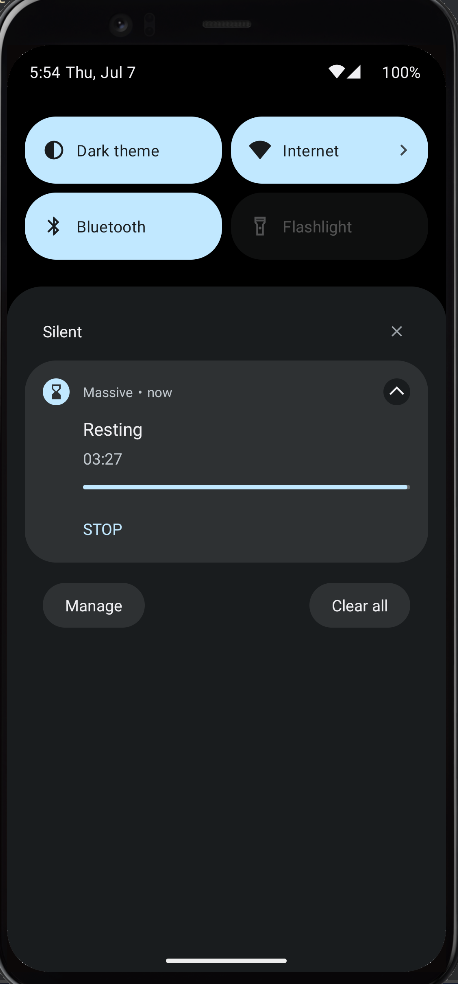 5:54 Thu, Jul 7 100%
Dark theme Internet
Bluetooth Flashlight
Silent
Massive • now
Resting
03:27
STOP
Manage Clear all